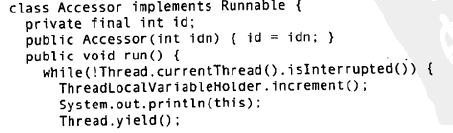 class Accessor implements Runnable {
private final int id;
public Accessor(int idn) { id = idn; }
public void run() {
while(!Thread.currentThread().isInterrupted()) {
ThreadLocalVariableHolder.increment();
System.out.println(this);
Thread.yield();